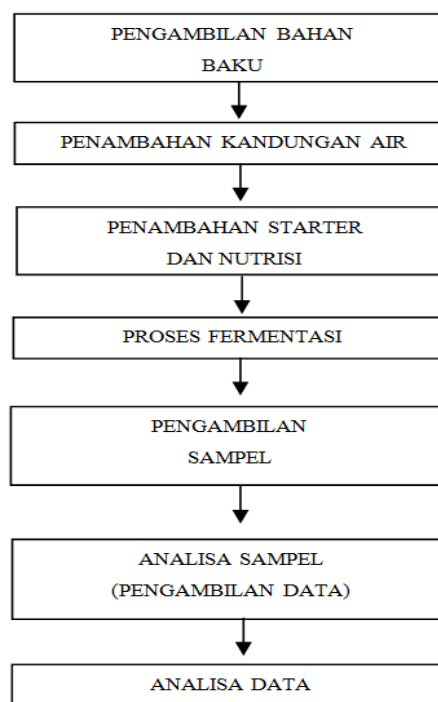 PENGAMBILAN BAHAN
BAKU
PENAMBAHAN KANDUNGAN AIR
PENAMBAHAN STARTER
DAN NUTRISI
PROSES FERMENTASI
PENGAMBILAN
SAMPEL
ANALISA SAMPEL
(PENGAMBILAN DATA)
ANALISA DATA